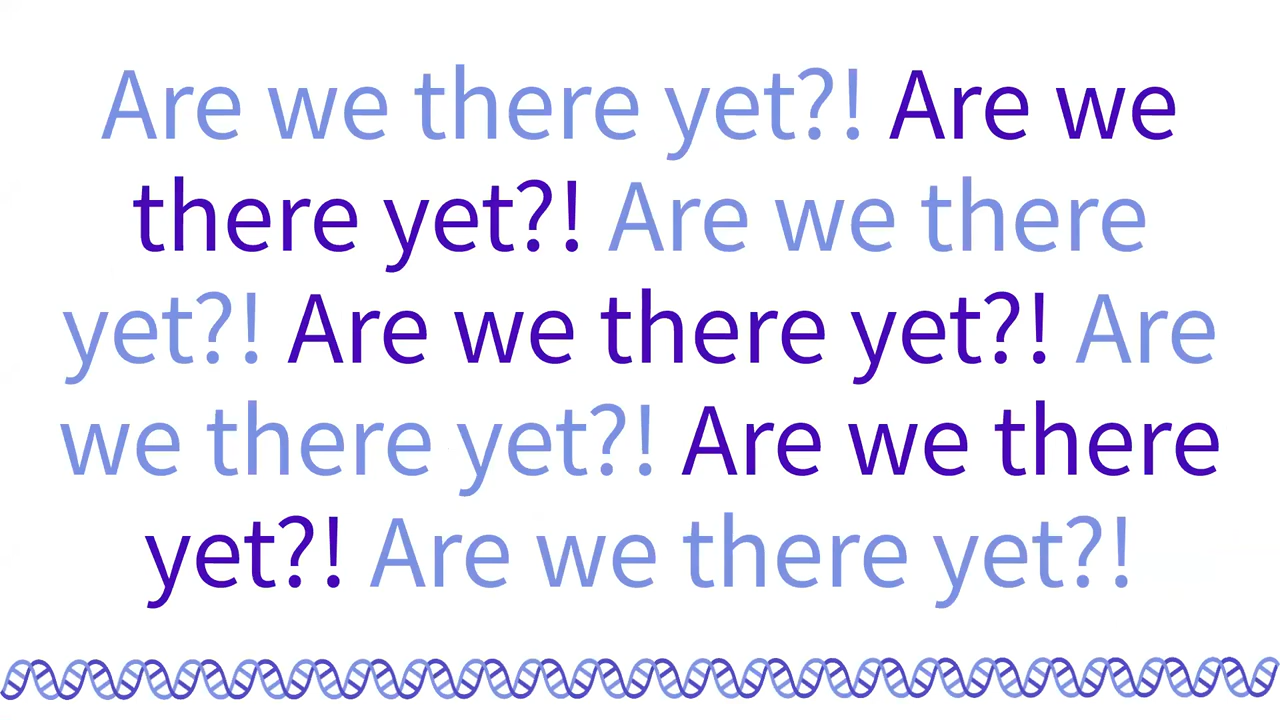 Are we there yet?! Are we
there yet?! Are we there
yet?! Are we there yet?! Are
we there yet?! Are we there
yet?! Are we there yet?!